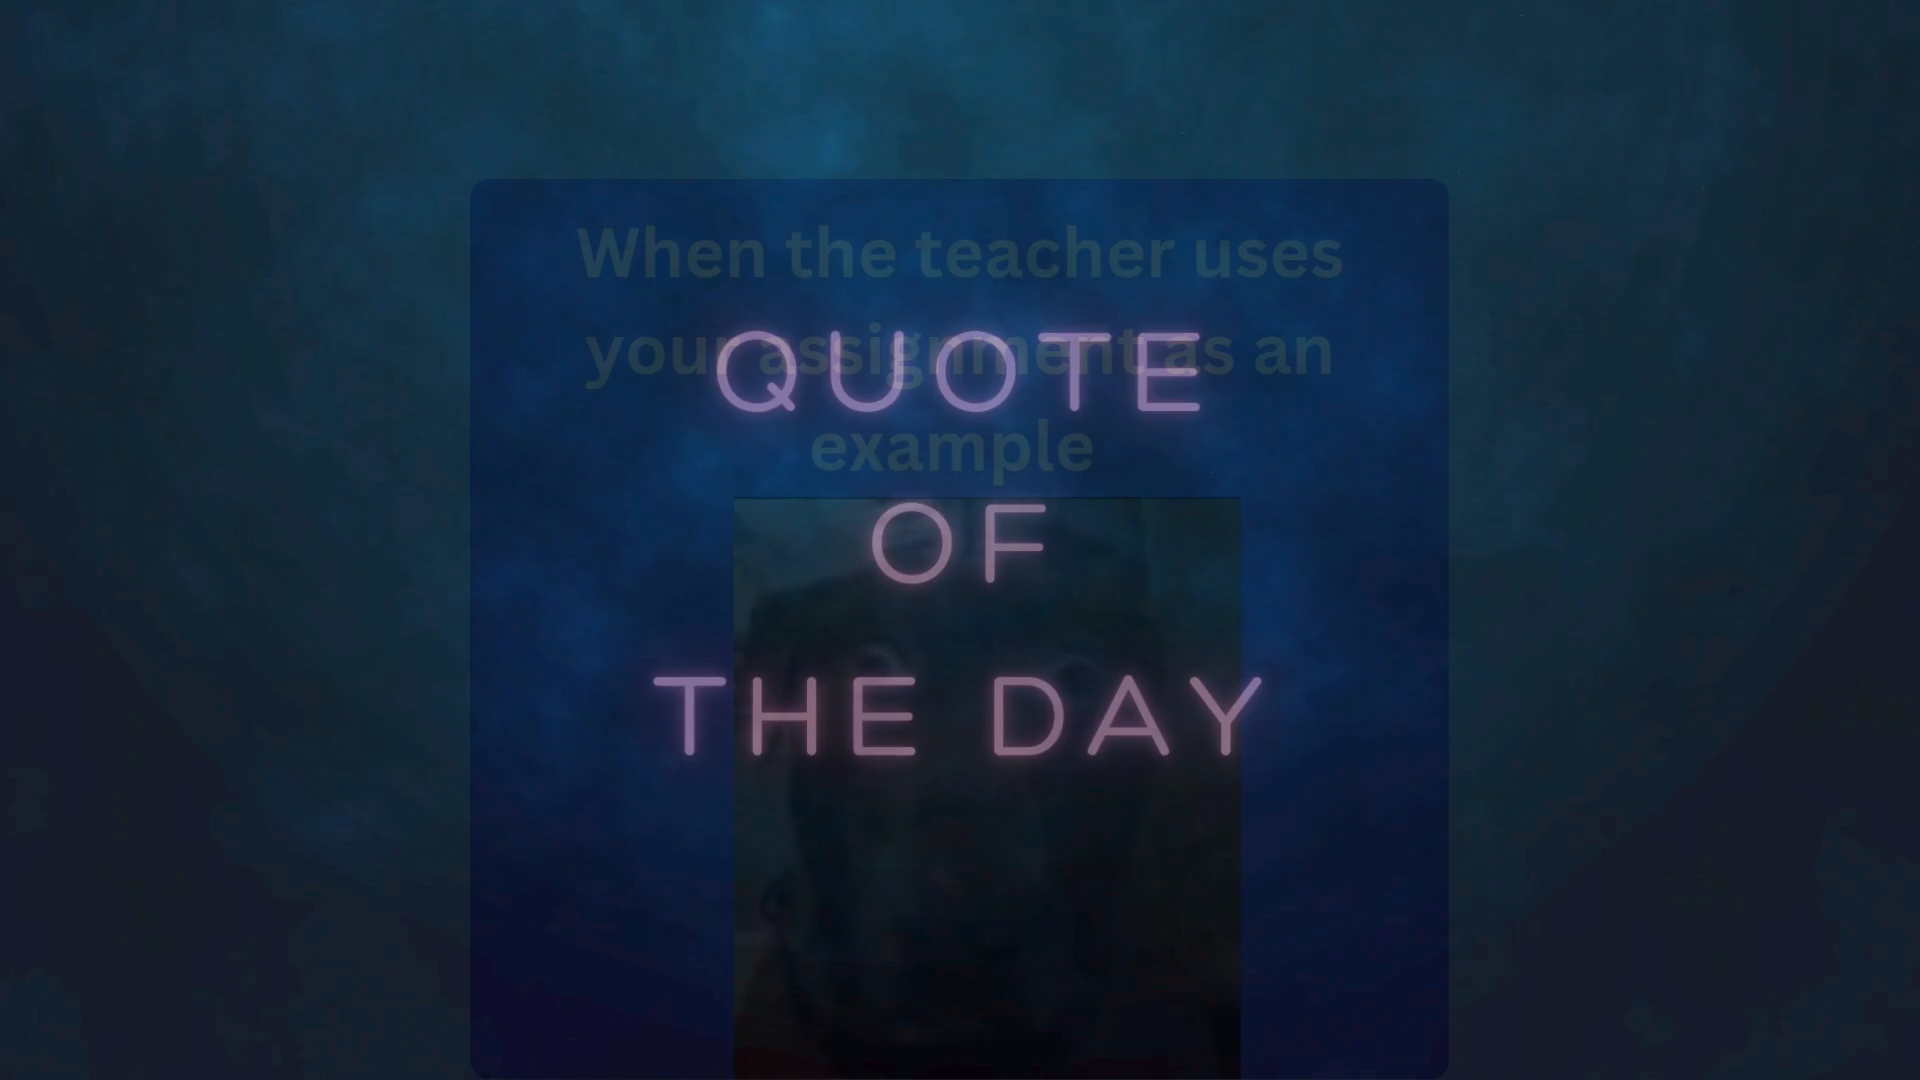 When the teacher uses
your assignment as an
example
QUOTE
OF
THE DAY